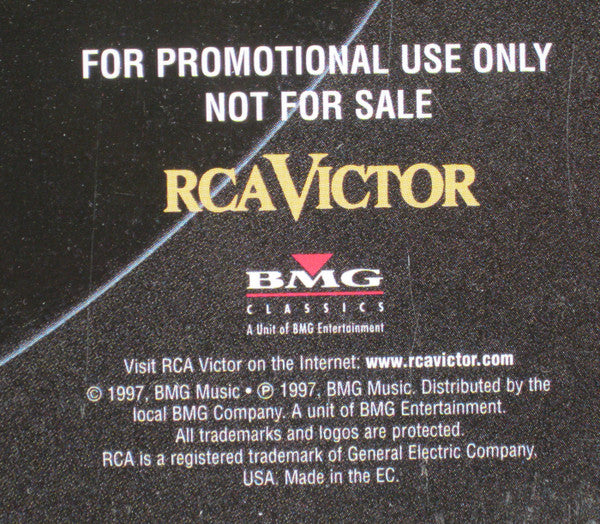 FOR PROMOTIONAL USE ONLY
NOT FOR SALE
RCA VICTOR
BMG
CLASSICS
A Unit of BMG Entertainment
Visit RCA Victor on the Internet: www.rcavictor.com
© 1997, BMG Music • ℗ 1997, BMG Music. Distributed by the
local BMG Company. A unit of BMG Entertainment.
All trademarks and logos are protected.
RCA is a registered trademark of General Electric Company,
USA. Made in the EC.